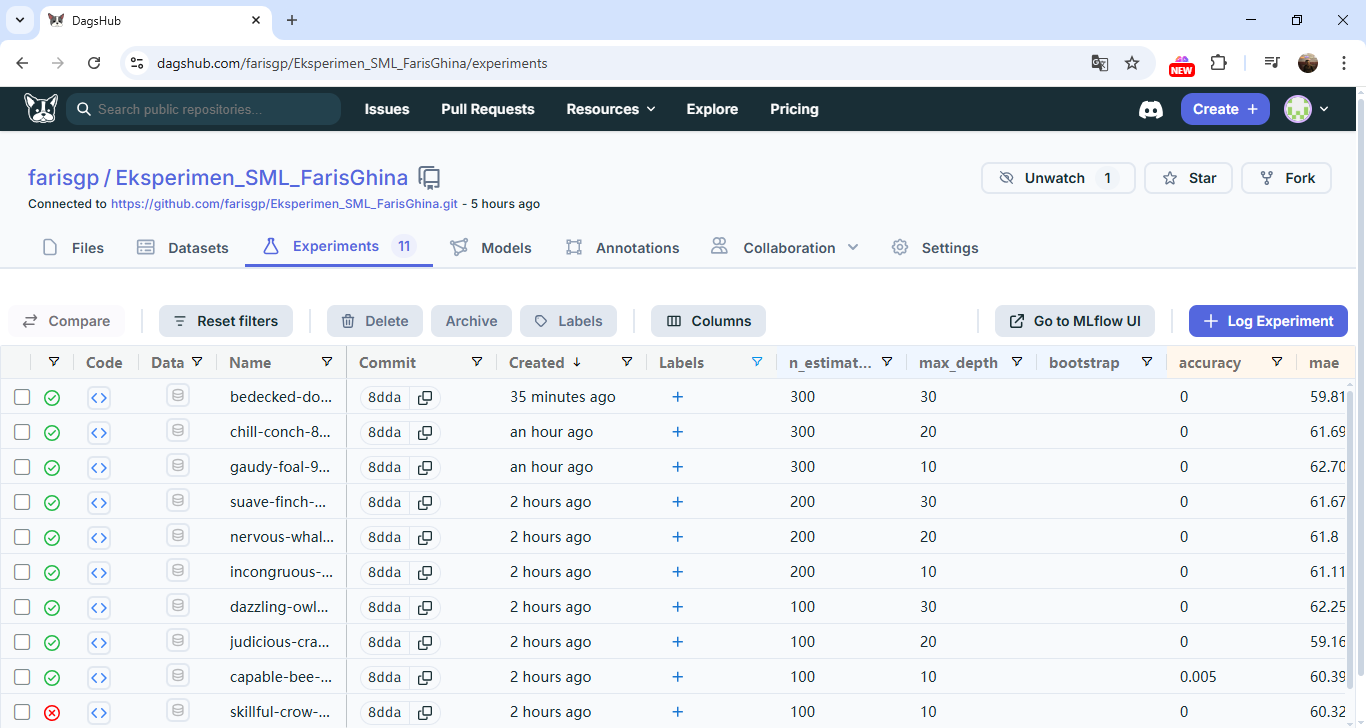 DagsHub
dagshub.com/farisgp/Eksperimen_SML_FarisGhina/experiments
NEW
Search public repositories... Issues Pull Requests Resources Explore Pricing Create +
farisgp / Eksperimen_SML_FarisGhina Unwatch 1 Star Fork
Connected to https://github.com/farisgp/Eksperimen_SML_FarisGhina.git - 5 hours ago
Files Datasets Experiments 11 Models Annotations Collaboration Settings
Compare Reset filters Delete Archive Labels Columns Go to MLflow UI + Log Experiment
Code Data Name Commit Created ↓ Labels n_estimat... max_depth bootstrap accuracy mae
bedecked-do... 8dda 35 minutes ago + 300 30 0 59.81
chill-conch-8... 8dda an hour ago + 300 20 0 61.69
gaudy-foal-9... 8dda an hour ago + 300 10 0 62.70
suave-finch-... 8dda 2 hours ago + 200 30 0 61.67
nervous-whal... 8dda 2 hours ago + 200 20 0 61.8
incongruous-... 8dda 2 hours ago + 200 10 0 61.11
dazzling-owl... 8dda 2 hours ago + 100 30 0 62.25
judicious-cra... 8dda 2 hours ago + 100 20 0 59.16
capable-bee-... 8dda 2 hours ago + 100 10 0.005 60.39
skillful-crow-... 8dda 2 hours ago + 100 10 0 60.32